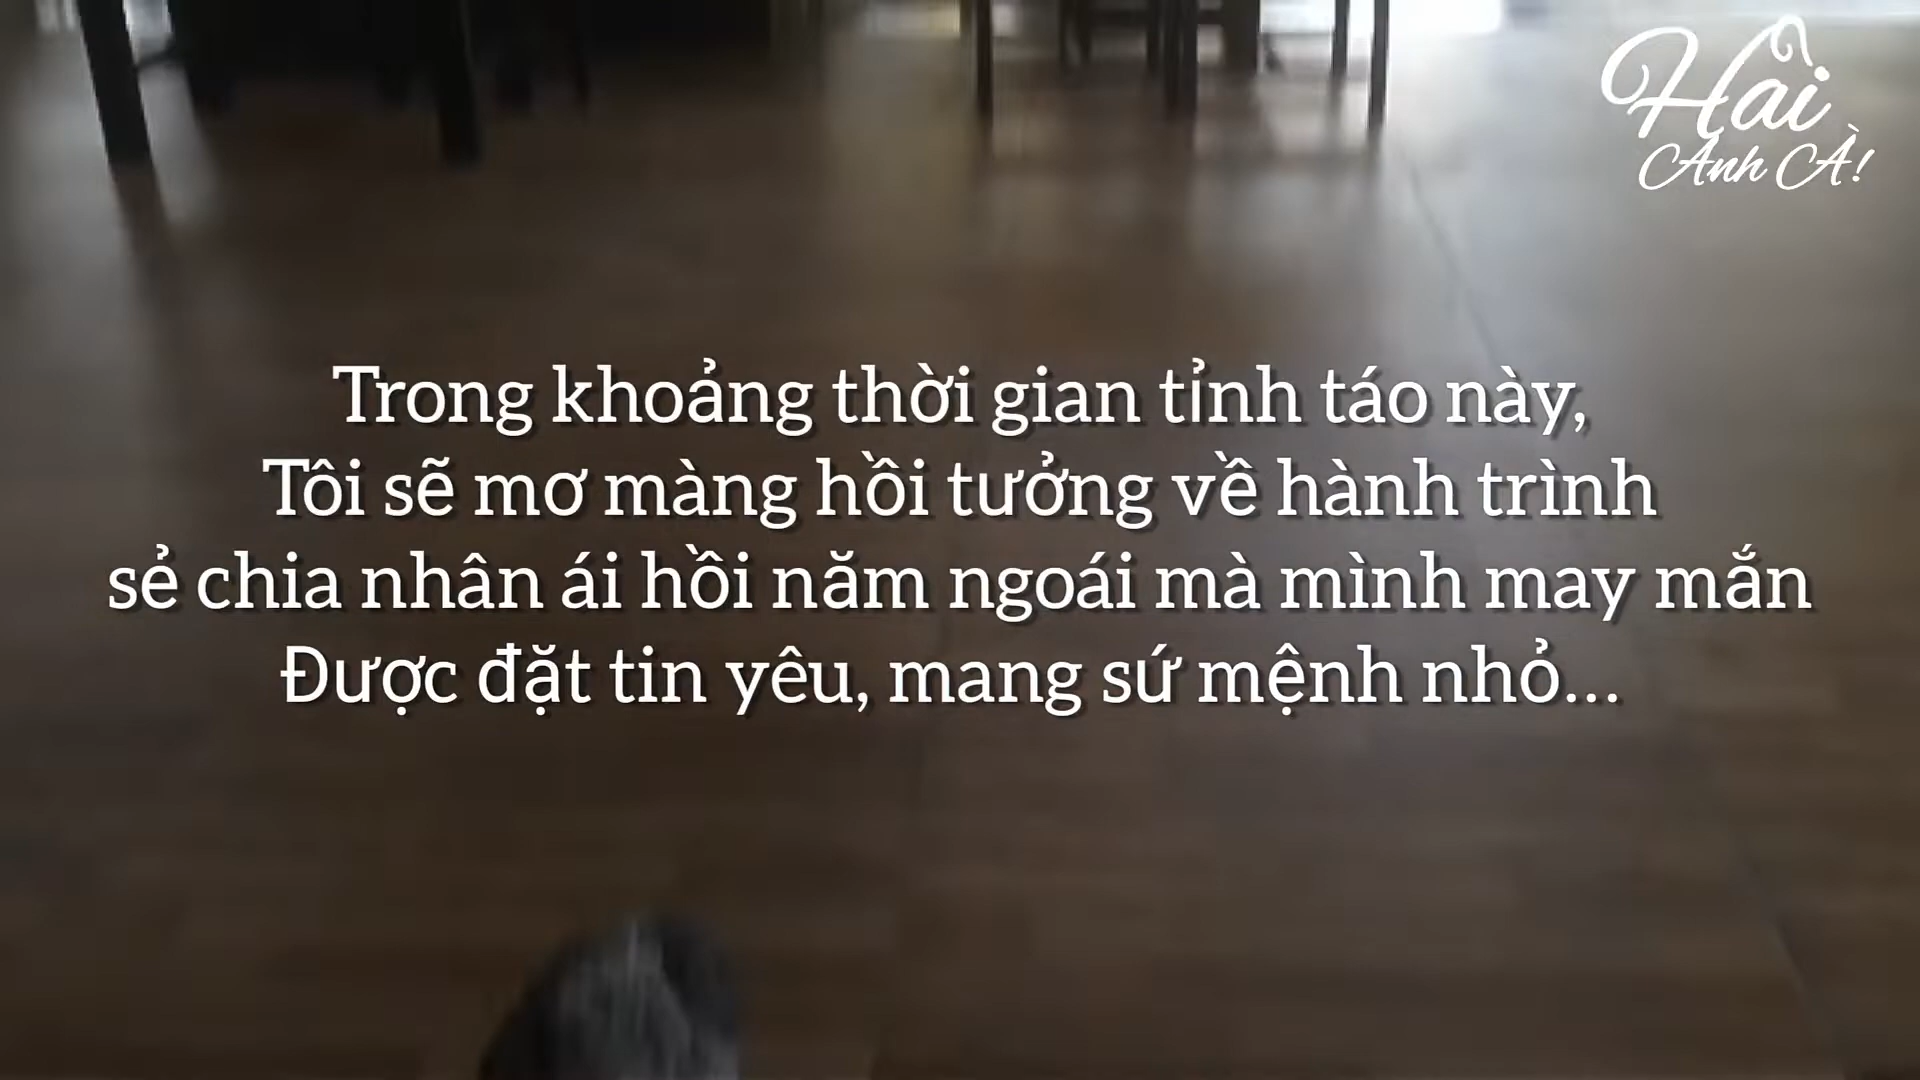 Hải
Anh À!
Trong khoảng thời gian tỉnh táo này,
Tôi sẽ mơ màng hồi tưởng về hành trình
sẻ chia nhân ái hồi năm ngoái mà mình may mắn
Được đặt tin yêu, mang sứ mệnh nhỏ...